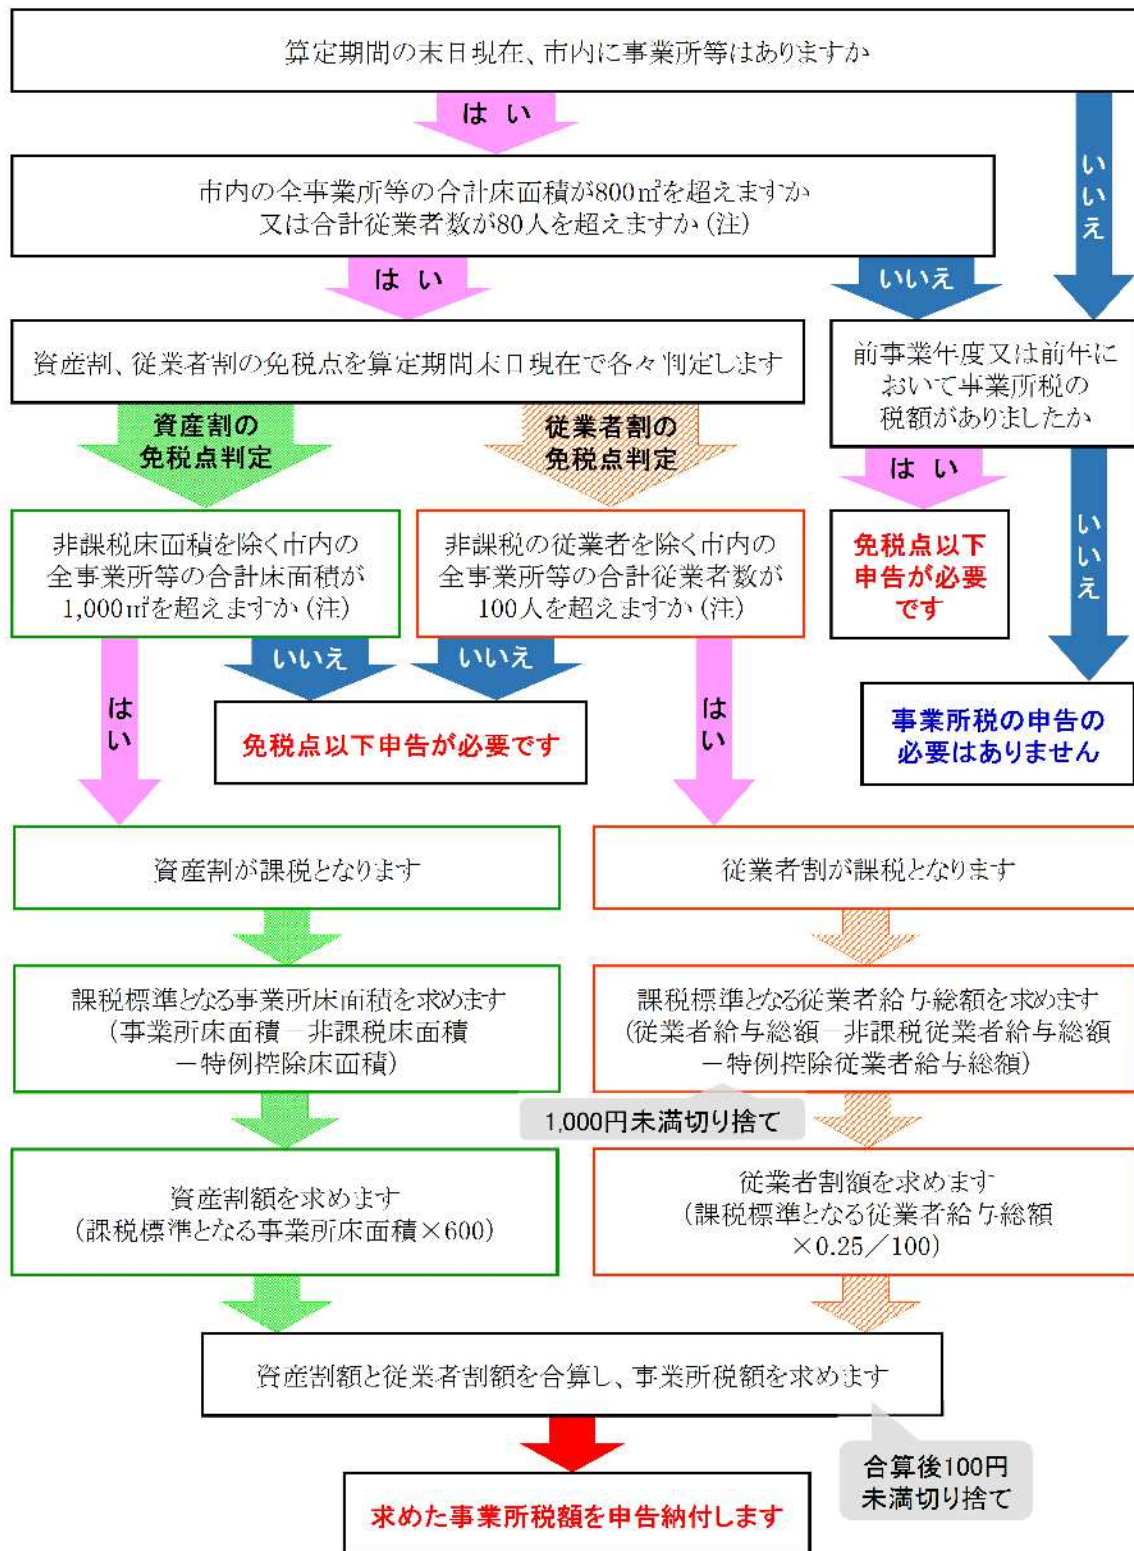 算定期間の末日現在、市内に事業所等はありますか
はい
いいえ
市内の全事業所等の合計床面積が800㎡を超えますか
又は合計従業者数が80人を超えますか(注)
はい
いいえ
資産割、従業者割の免税点を算定期間末日現在で各々判定します
前事業年度又は前年に
おいて事業所税の
税額がありましたか
資産割の
免税点判定
従業者割の
免税点判定
はい
いいえ
非課税床面積を除く市内の
全事業所等の合計床面積が
1,000㎡を超えますか(注)
非課税の従業者を除く市内の
全事業所等の合計従業者数が
100人を超えますか(注)
免税点以下
申告が必要
です
いいえ
いいえ
はい
はい
免税点以下申告が必要です
事業所税の申告の
必要はありません
資産割が課税となります
従業者割が課税となります
課税標準となる事業所床面積を求めます
(事業所床面積－非課税床面積
－特例控除床面積)
課税標準となる従業者給与総額を求めます
(従業者給与総額－非課税従業者給与総額
－特例控除従業者給与総額)
1,000円未満切り捨て
資産割額を求めます
(課税標準となる事業所床面積×600)
従業者割額を求めます
(課税標準となる従業者給与総額
×0.25／100)
資産割額と従業者割額を合算し、事業所税額を求めます
合算後100円
未満切り捨て
求めた事業所税額を申告納付します